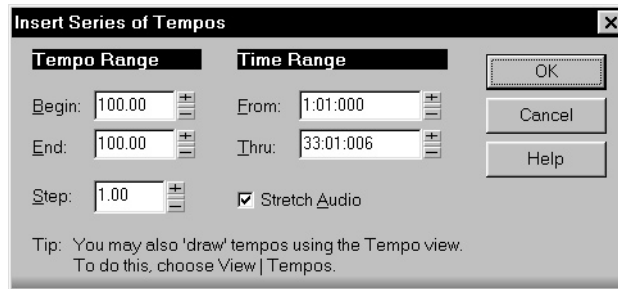 Insert Series of Tempos
Tempo Range
Time Range
Begin: 100.00
From: 1:01:000
End: 100.00
Thru: 33:01:006
Step: 1.00
Stretch Audio
OK
Cancel
Help
Tip: You may also 'draw' tempos using the Tempo view.
To do this, choose View | Tempos.